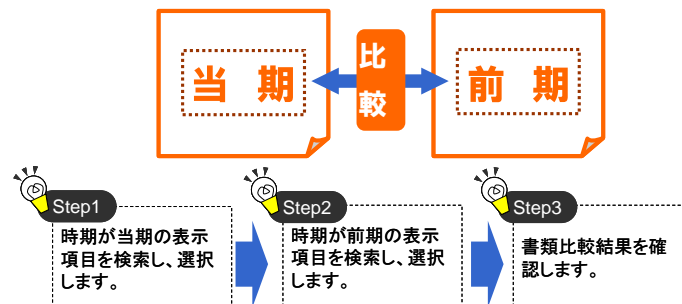 当 期
比
較
前 期
Step1
時期が当期の表示
項目を検索し、選択
します。
Step2
時期が前期の表示
項目を検索し、選択
します。
Step3
書類比較結果を確
認します。